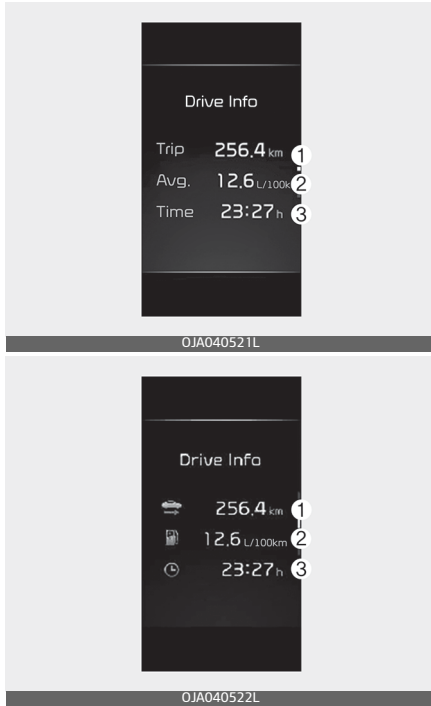 Drive Info
Trip 256.4 km ①
Avg. 12.6 L/100k ②
Time 23:27 h ③
OJA040521L
Drive Info
256.4 km ①
12.6 L/100km ②
23:27 h ③
OJA040522L